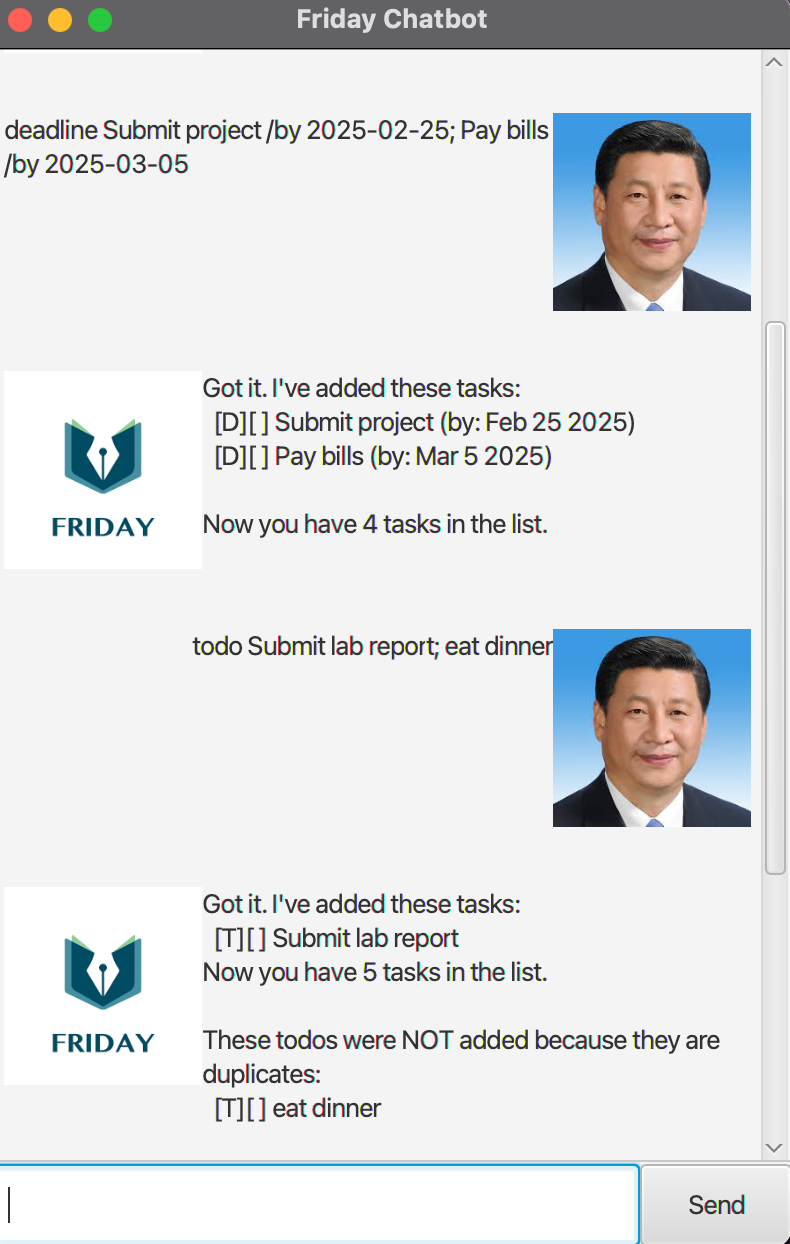 Friday Chatbot
deadline Submit project /by 2025-02-25; Pay bills
/by 2025-03-05
Got it. I've added these tasks:
[D][ ] Submit project (by: Feb 25 2025)
[D][ ] Pay bills (by: Mar 5 2025)
FRIDAY
Now you have 4 tasks in the list.
todo Submit lab report; eat dinner
Got it. I've added these tasks:
[T][ ] Submit lab report
Now you have 5 tasks in the list.
FRIDAY
These todos were NOT added because they are
duplicates:
[T][ ] eat dinner
Send